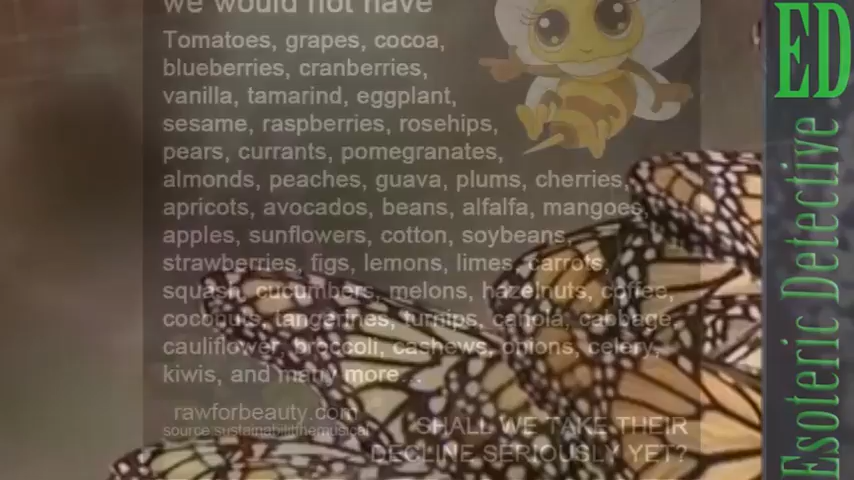 we would not have
Tomatoes, grapes, cocoa,
blueberries, cranberries,
vanilla, tamarind, eggplant,
sesame, raspberries, rosehips,
pears, currants, pomegranates,
almonds, peaches, guava, plums, cherries,
apricots, avocados, beans, alfalfa, mangoes,
apples, sunflowers, cotton, soybeans,
strawberries, figs, lemons, limes, carrots,
squash, cucumbers, melons, hazelnuts, coffee,
coconuts, tangerines, turnips, canola, cabbage,
cauliflower, broccoli, cashews, onions, celery,
kiwis, and many more...
rawforbeauty.com
source:sustainabilitythemusical
SHALL WE TAKE THEIR
DECLINE SERIOUSLY YET?
ED
Esoteric Detective